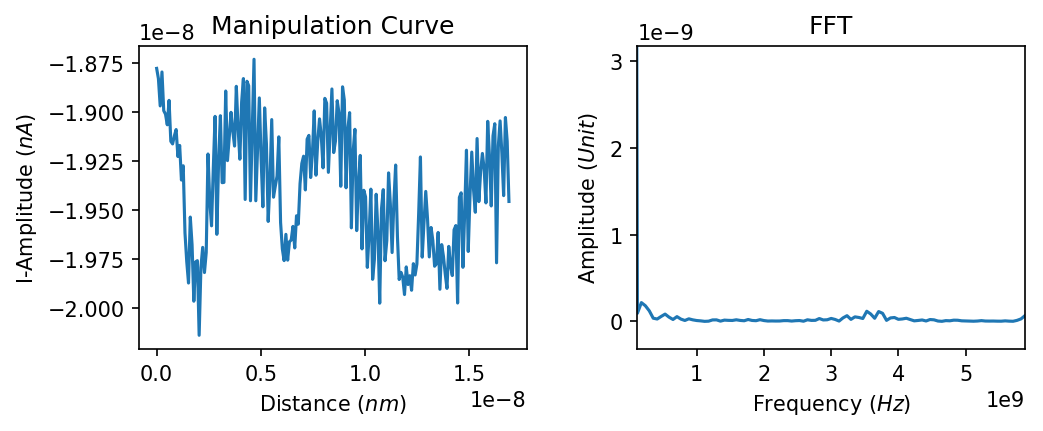 Manipulation Curve
1e−8
I-Amplitude (nA)
−1.875
−1.900
−1.925
−1.950
−1.975
−2.000
0.0 0.5 1.0 1.5
1e−8
Distance (nm)
FFT
1e−9
Amplitude (Unit)
3
2
1
0
1 2 3 4 5
1e9
Frequency (Hz)